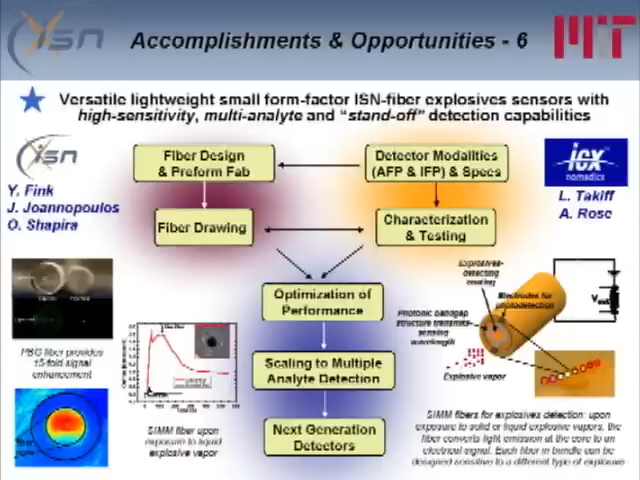 ISN
Accomplishments & Opportunities - 6
MIT
Versatile lightweight small form-factor ISN-fiber explosives sensors with
high-sensitivity, multi-analyte and "stand-off" detection capabilities
isn
Y. Fink
J. Joannopoulos
O. Shapira
Fiber Design
& Preform Fab
Detector Modalities
(AFP & IFP) & Specs
icx
nomadics
L. Takiff
A. Rose
Fiber Drawing
Characterization
& Testing
Optimization of
Performance
Scaling to Multiple
Analyte Detection
Next Generation
Detectors
PBG fiber provides
15-fold signal
enhancement
SIMM fiber upon
exposure to liquid
explosive vapor
Explosives-
detecting
coating
Electrodes for
photodetection
Photonic bandgap
structure transmits
sensing
wavelength
Explosive vapor
SIMM fibers for explosives detection: upon
exposure to solid or liquid explosive vapors, the
fiber converts light emission at the core to an
electrical signal. Each fiber in bundle can be
designed sensitive to a different type of explosive